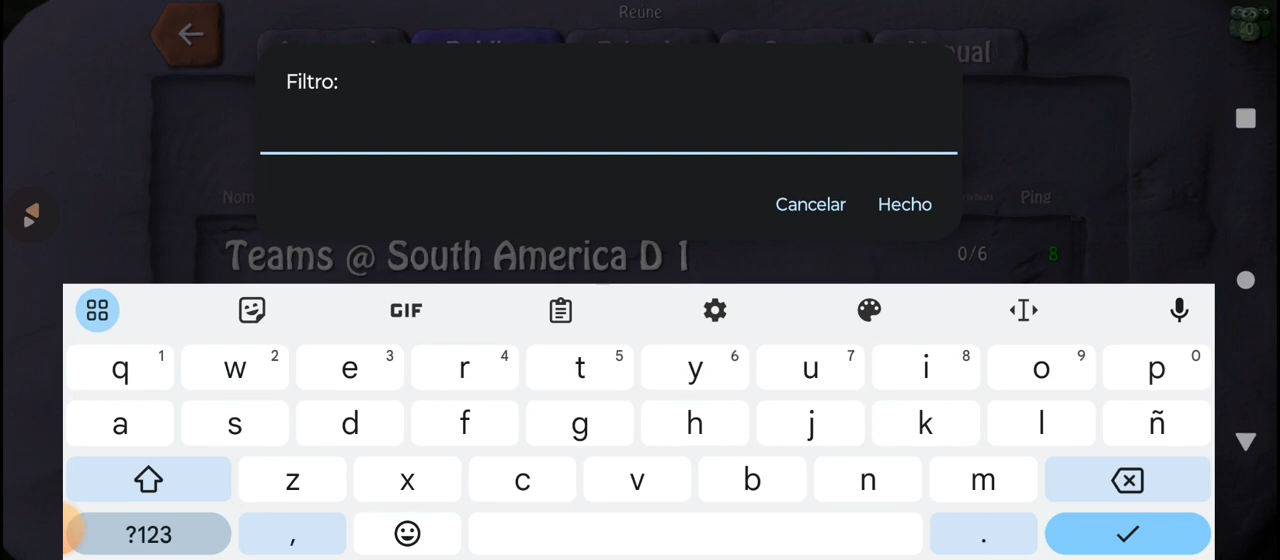 Reune
Manual
Filtro:
Cancelar Hecho
Nom
Ping
Teams @ South America D 1 0/6 8
GIF
q 1 w 2 e 3 r 4 t 5 y 6 u 7 i 8 o 9 p 0
a s d f g h j k l ñ
z x c v b n m
?123 , .